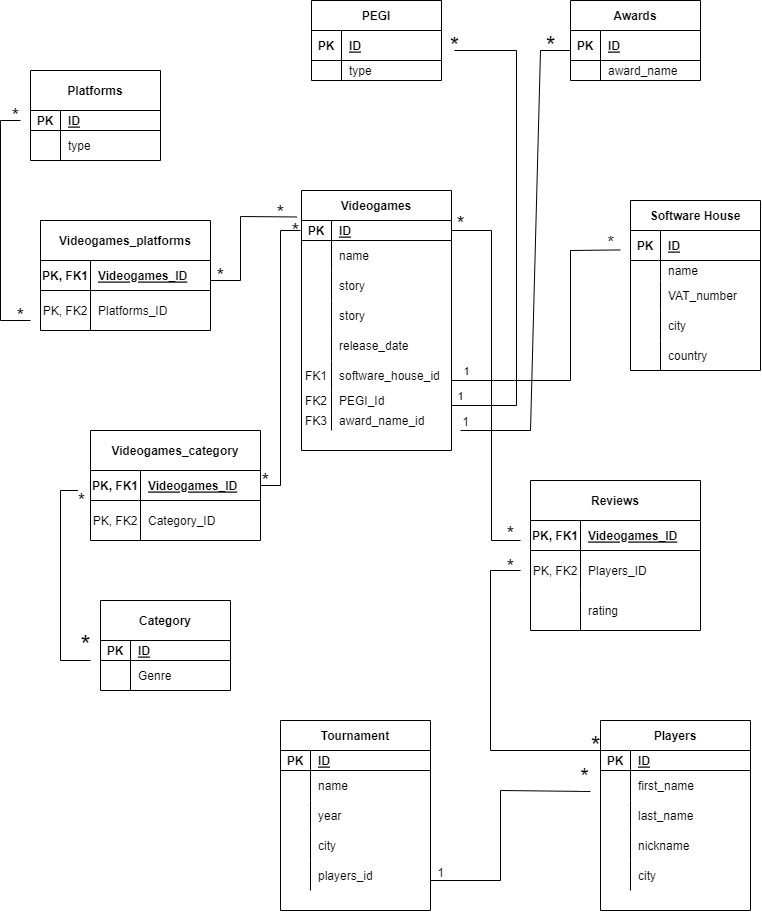 PEGI
PK ID
type
*
Awards
* PK ID
award_name
Platforms
* PK ID
type
Videogames_platforms
PK, FK1 Videogames_ID *
* PK, FK2 Platforms_ID
Videogames
* PK ID *
*
name
story
story
release_date
FK1 software_house_id 1
FK2 PEGI_Id 1
FK3 award_name_id 1
Software House
* PK ID
name
VAT_number
city
country
Videogames_category
PK, FK1 Videogames_ID *
*
PK, FK2 Category_ID
Reviews
* PK, FK1 Videogames_ID
* PK, FK2 Players_ID
rating
Category
* PK ID
Genre
Tournament
PK ID
name
year
city
players_id 1
Players
*
PK ID
*
first_name
last_name
nickname
city